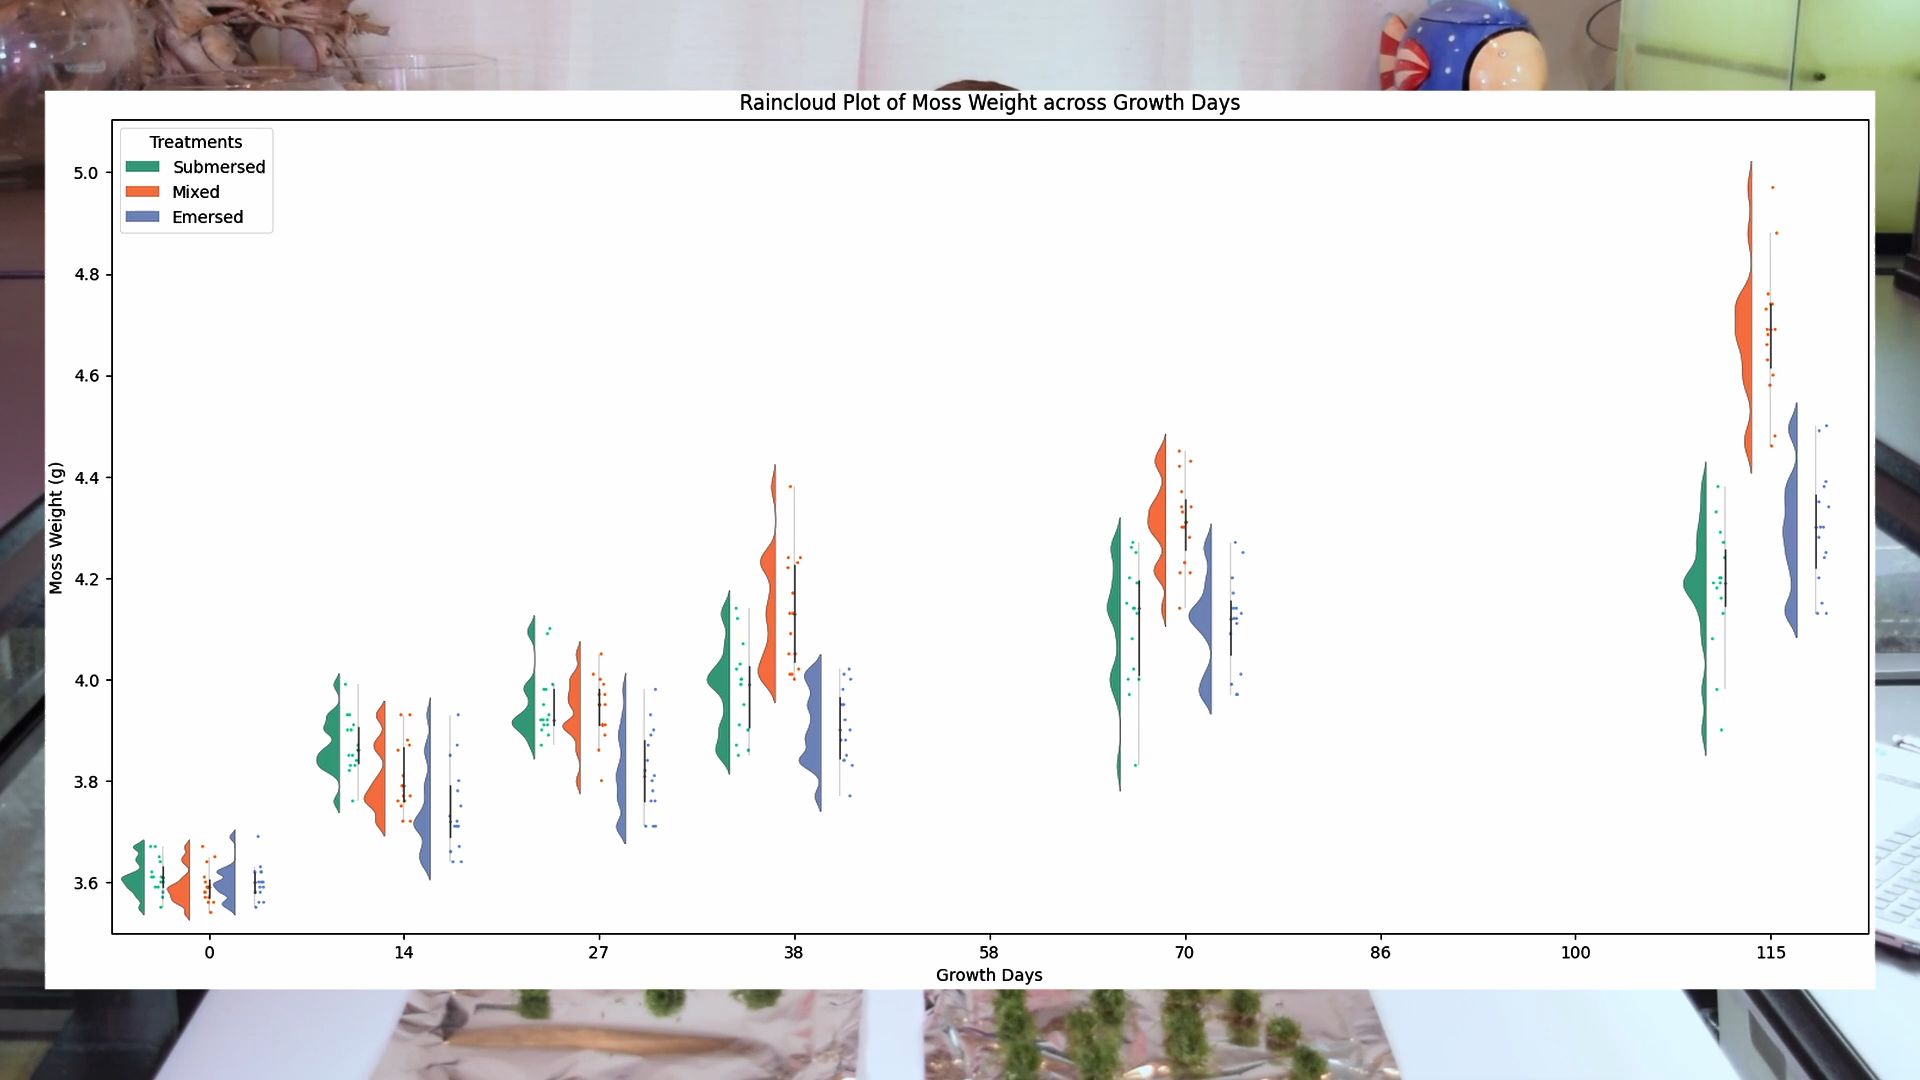 Raincloud Plot of Moss Weight across Growth Days
Treatments
Submersed
Mixed
Emersed
5.0
4.8
4.6
4.4
4.2
4.0
3.8
3.6
Moss Weight (g)
0 14 27 38 58 70 86 100 115
Growth Days